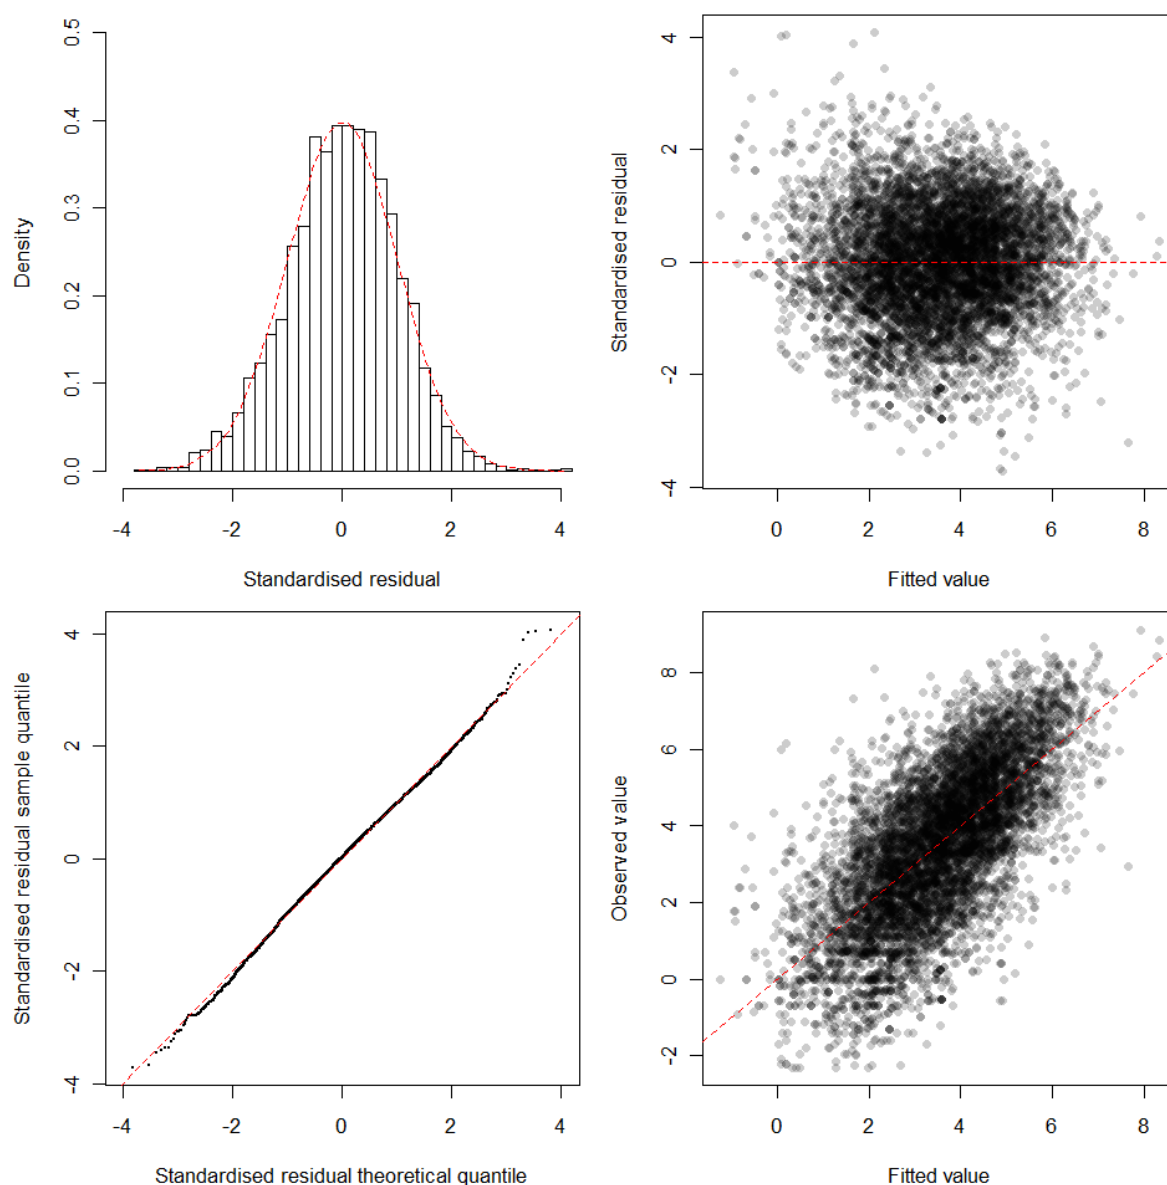 Density
0.0 0.1 0.2 0.3 0.4 0.5
-4 -2 0 2 4
Standardised residual
Standardised residual
-4 -2 0 2 4
0 2 4 6 8
Fitted value
Standardised residual sample quantile
-4 -2 0 2 4
-4 -2 0 2 4
Standardised residual theoretical quantile
Observed value
-2 0 2 4 6 8
0 2 4 6 8
Fitted value